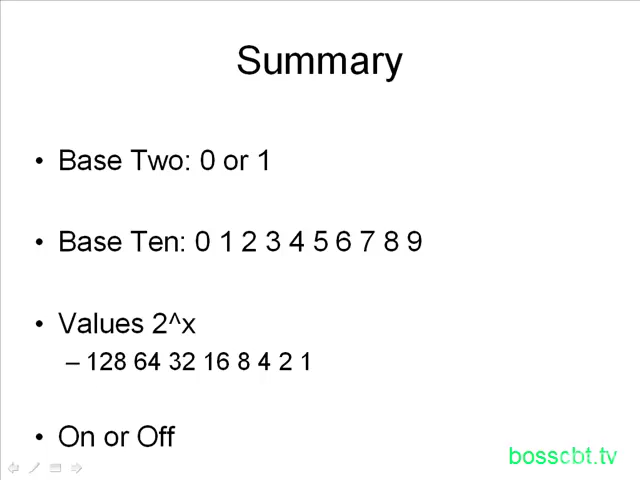 Summary
• Base Two: 0 or 1
• Base Ten: 0 1 2 3 4 5 6 7 8 9
• Values 2^x
– 128 64 32 16 8 4 2 1
• On or Off
bosscbt.tv